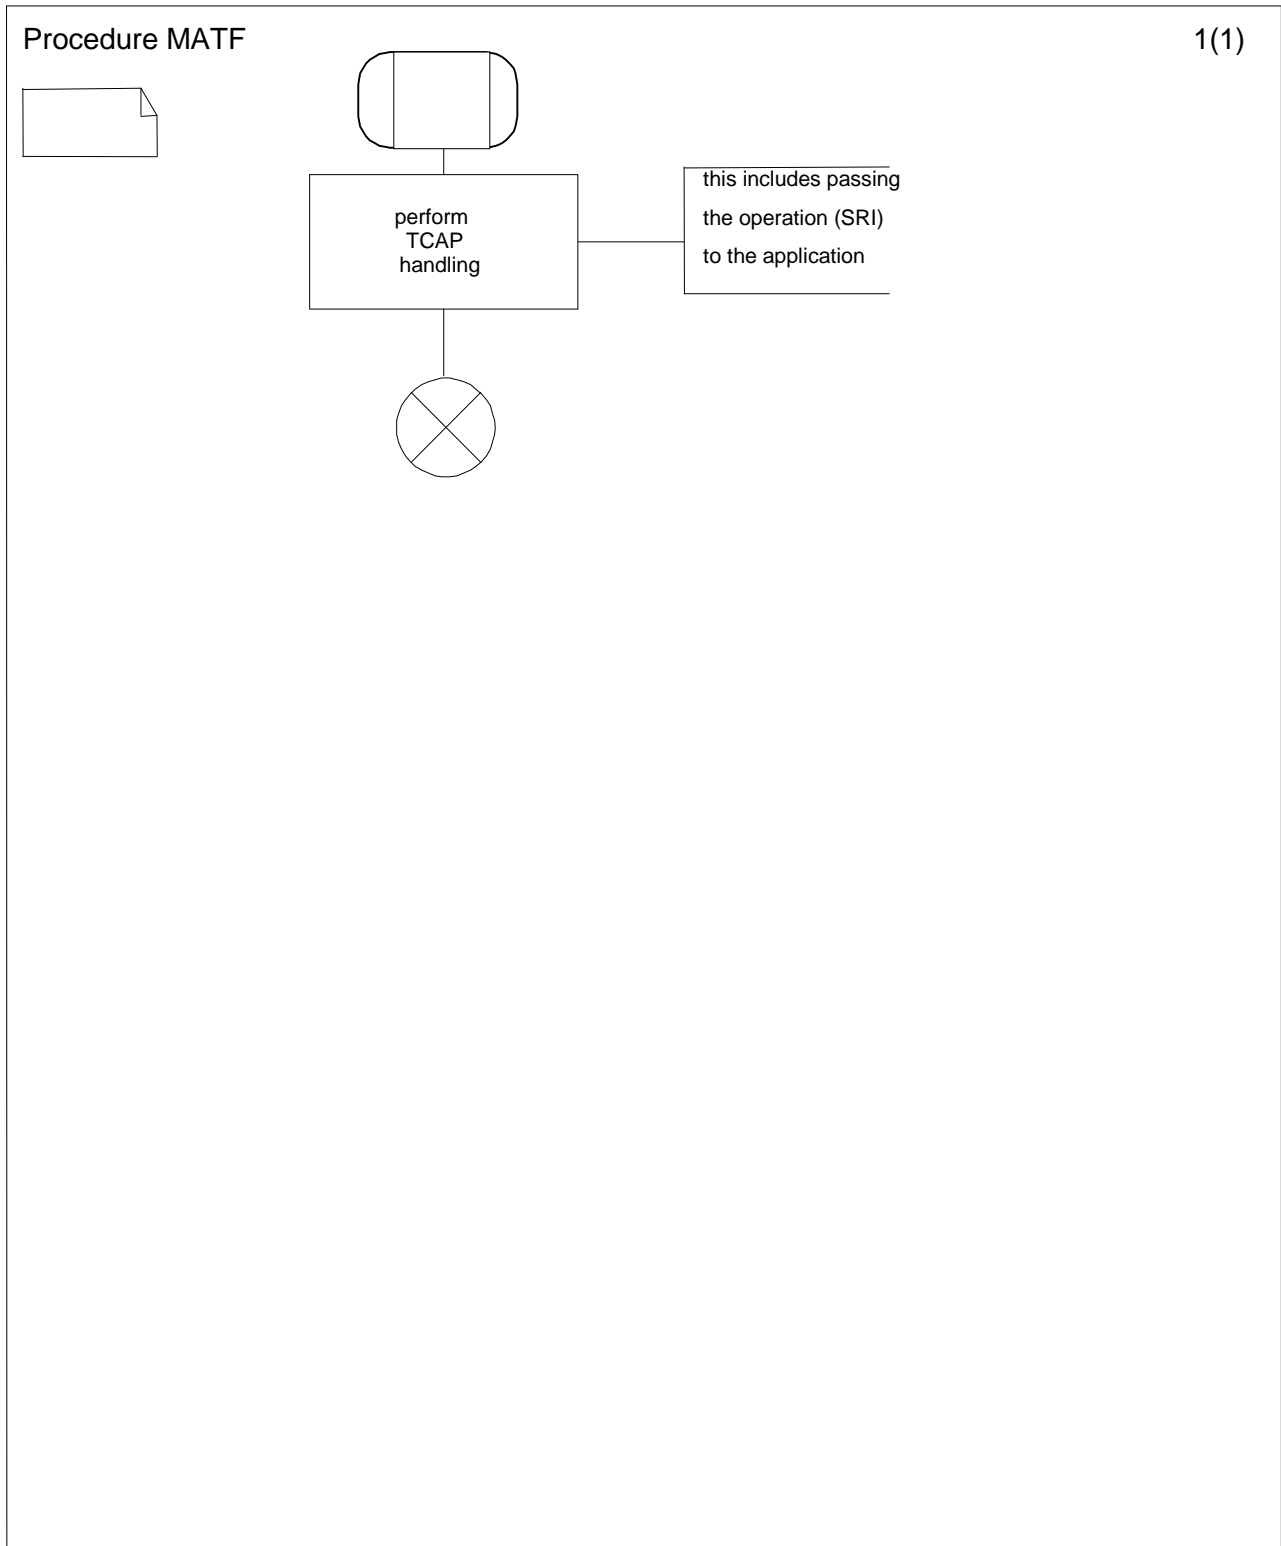 Procedure MATF
1(1)
perform
TCAP
handling
this includes passing
the operation (SRI)
to the application